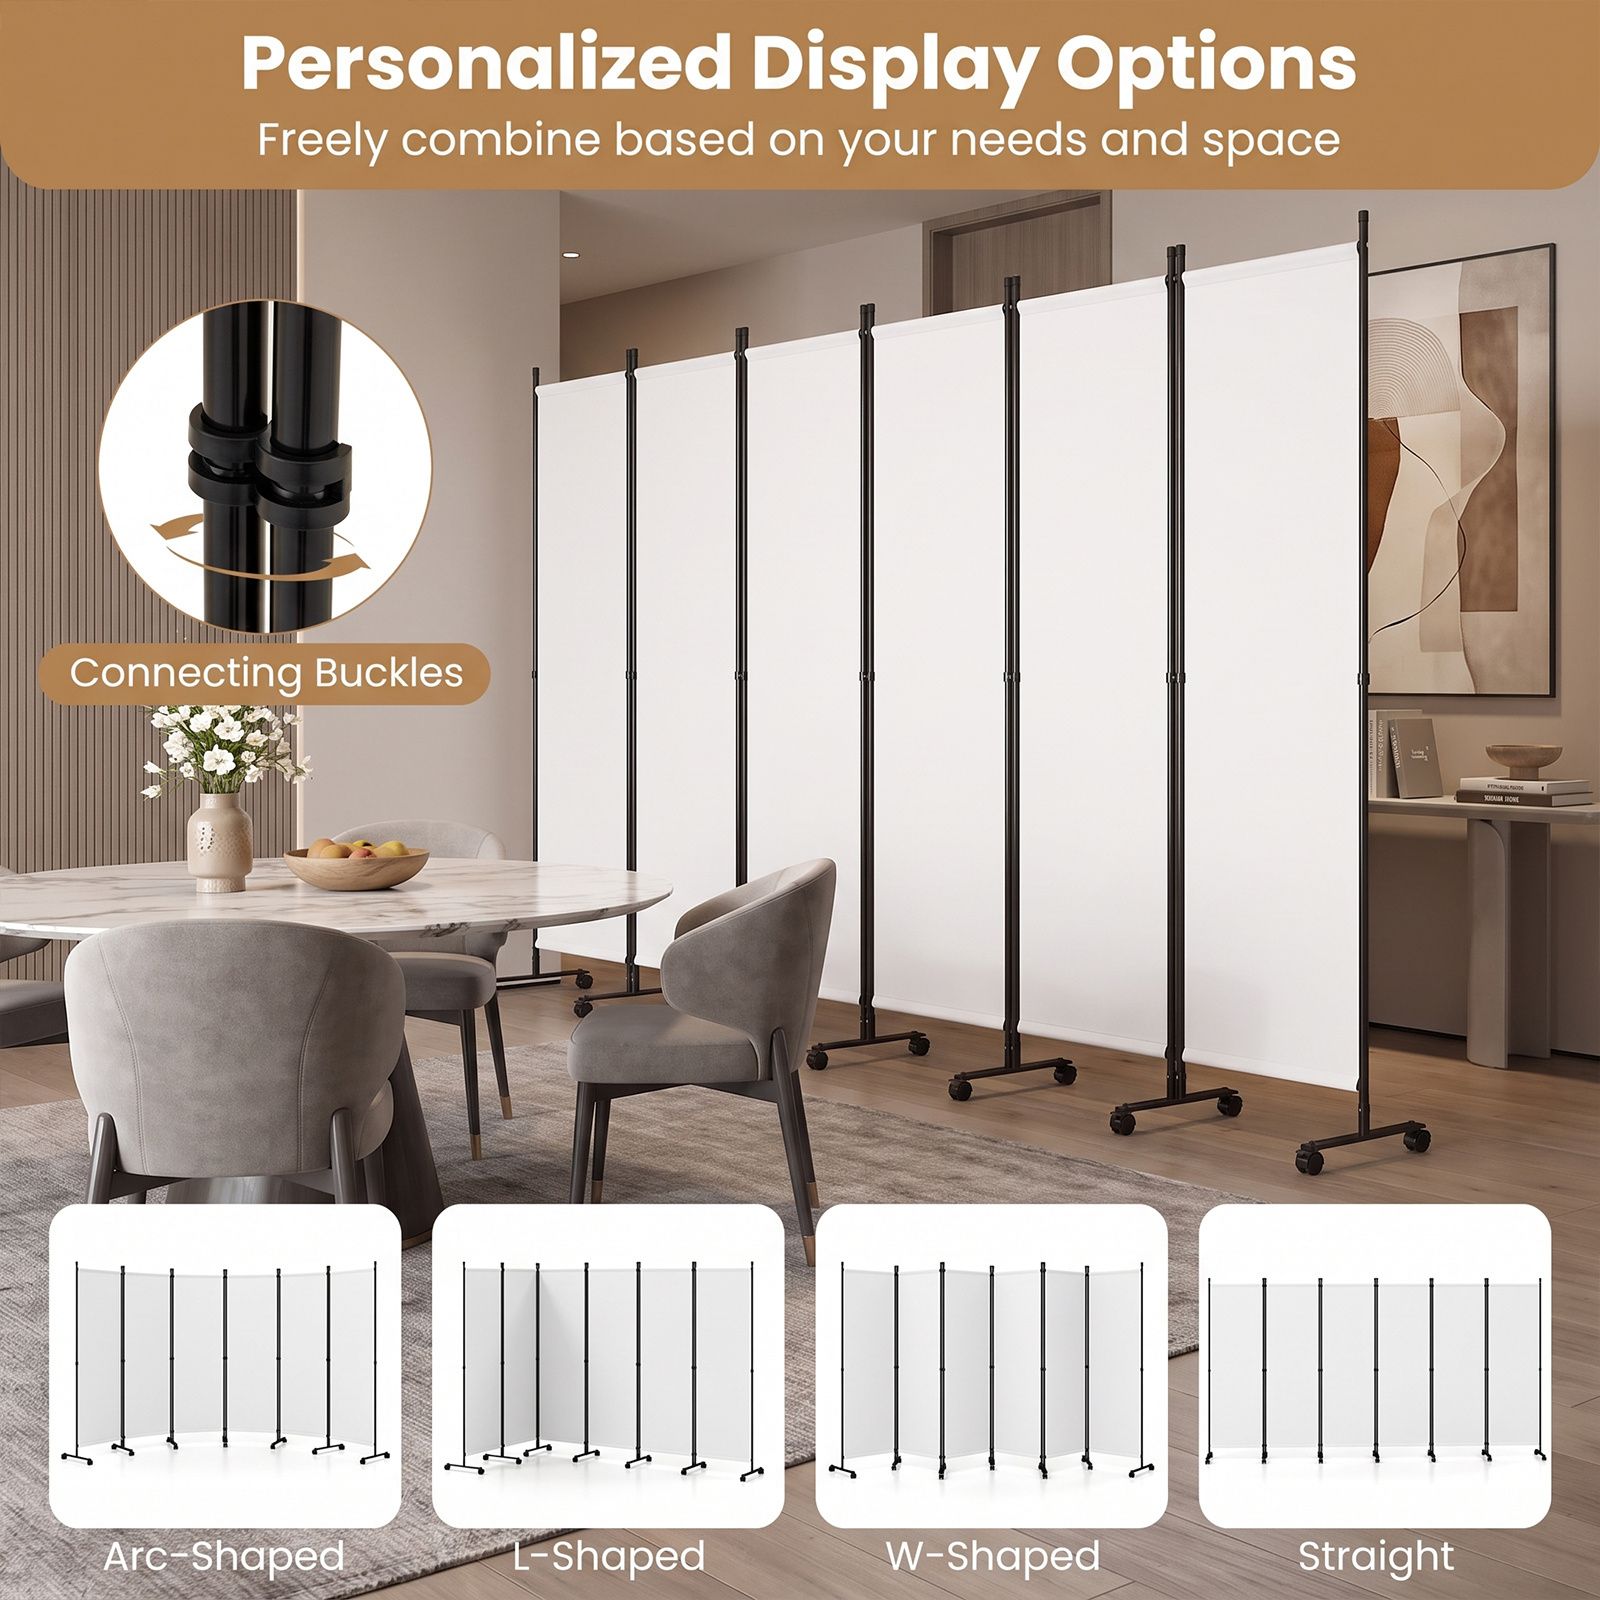 Personalized Display Options
Freely combine based on your needs and space
Connecting Buckles
Arc-Shaped
L-Shaped
W-Shaped
Straight